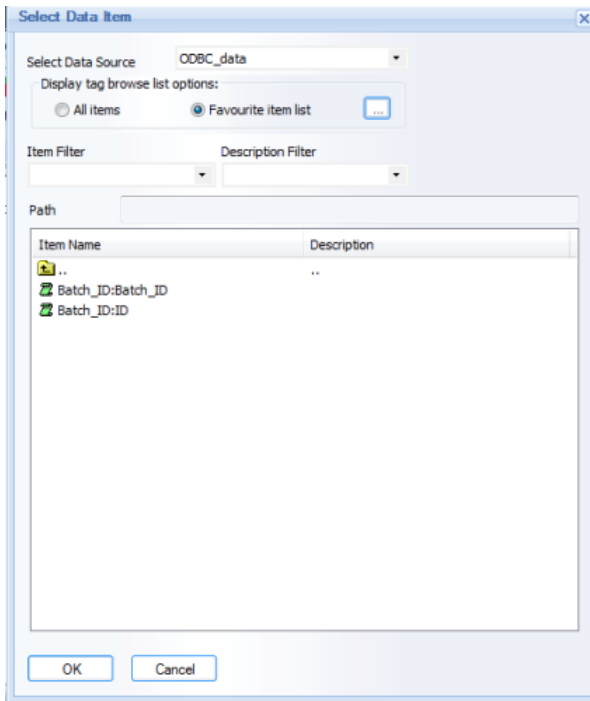 Select Data Item
Select Data Source ODBC_data
Display tag browse list options:
All items Favourite item list ...
Item Filter Description Filter
Path
Item Name Description
.. ..
Batch_ID:Batch_ID
Batch_ID:ID
OK Cancel